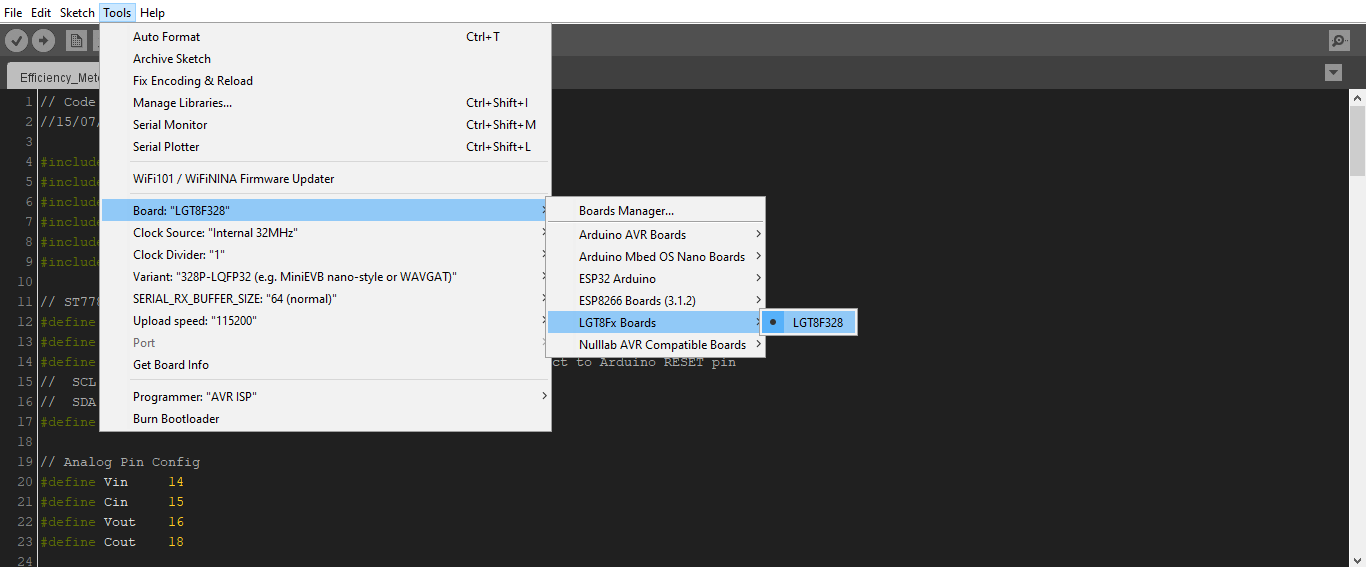 File Edit Sketch Tools Help
Auto Format Ctrl+T
Archive Sketch
Fix Encoding & Reload
Manage Libraries... Ctrl+Shift+I
Serial Monitor Ctrl+Shift+M
Serial Plotter Ctrl+Shift+L
WiFi101 / WiFiNINA Firmware Updater
Board: "LGT8F328"
Clock Source: "Internal 32MHz"
Clock Divider: "1"
Variant: "328P-LQFP32 (e.g. MiniEVB nano-style or WAVGAT)"
SERIAL_RX_BUFFER_SIZE: "64 (normal)"
Upload speed: "115200"
Port
Get Board Info
Programmer: "AVR ISP"
Burn Bootloader
Boards Manager...
Arduino AVR Boards
Arduino Mbed OS Nano Boards
ESP32 Arduino
ESP8266 Boards (3.1.2)
LGT8Fx Boards
Nulllab AVR Compatible Boards
LGT8F328
Efficiency_Mete
1 // Code
2 //15/07/
3
4 #include
5 #include
6 #include
7 #include
8 #include
9 #include
10
11 // ST778
12 #define
13 #define
14 #define ct to Arduino RESET pin
15 // SCL
16 // SDA
17 #define
18
19 // Analog Pin Config
20 #define Vin 14
21 #define Cin 15
22 #define Vout 16
23 #define Cout 18
24